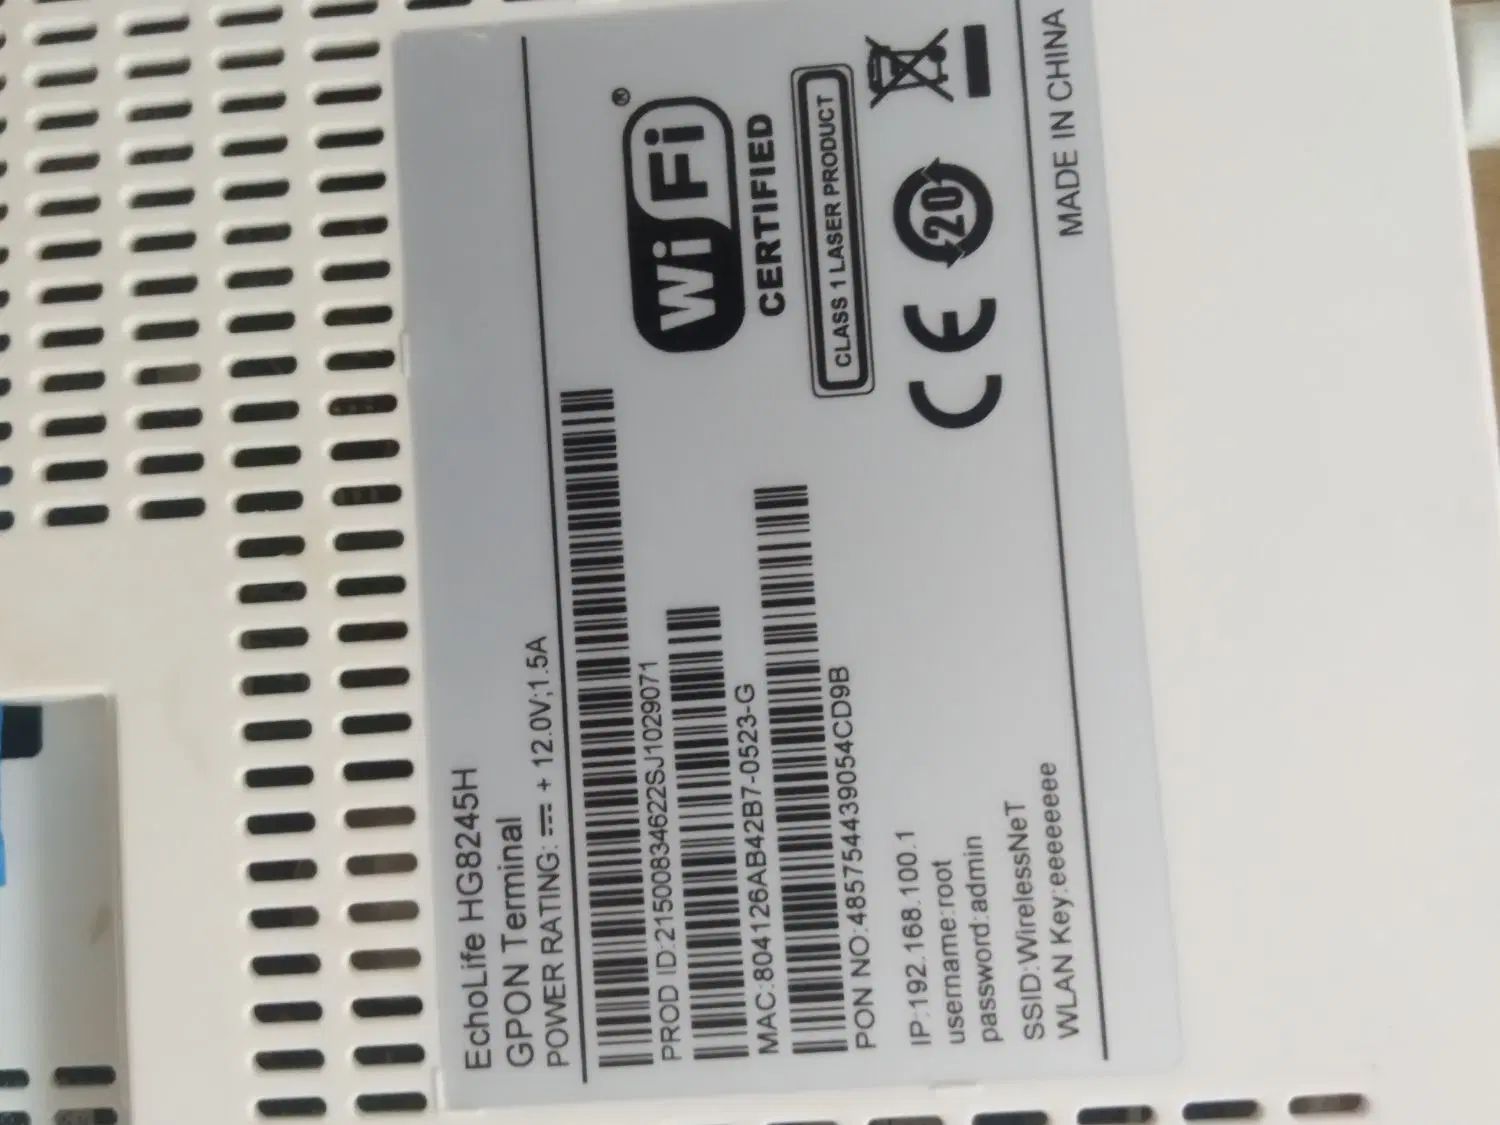 EchoLife HG8245H
GPON Terminal
POWER RATING: ⎓ + 12.0V;1.5A
PROD ID:21500834622SJ1029071
MAC:804126AB42B7-0523-G
PON NO:485754439054CD9B
IP:192.168.100.1
username:root
password:admin
SSID:WirelessNeT
WLAN Key:eeeeeeee
Wi Fi ®
CERTIFIED
CLASS 1 LASER PRODUCT
CE 20
MADE IN CHINA